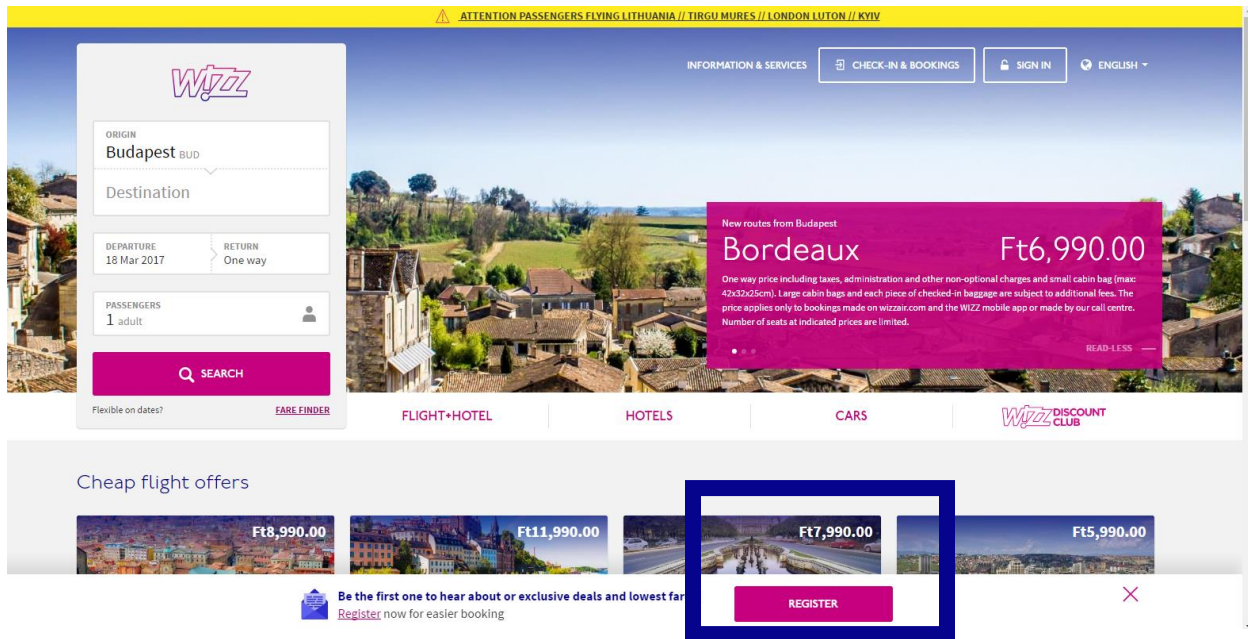 ATTENTION PASSENGERS FLYING LITHUANIA // TIRGU MURES // LONDON LUTON // KYIV
INFORMATION & SERVICES
CHECK-IN & BOOKINGS
SIGN IN
ENGLISH
WIZZ
ORIGIN
Budapest BUD
Destination
DEPARTURE
18 Mar 2017
RETURN
One way
PASSENGERS
1 adult
SEARCH
Flexible on dates?
FARE FINDER
New routes from Budapest
Bordeaux
Ft6,990.00
One way price including taxes, administration and other non-optional charges and small cabin bag (max:
42x32x25cm). Large cabin bags and each piece of checked-in baggage are subject to additional fees. The
price applies only to bookings made on wizzair.com and the WIZZ mobile app or made by our call centre.
Number of seats at indicated prices are limited.
READ-LESS
FLIGHT+HOTEL
HOTELS
CARS
WIZZ DISCOUNT
CLUB
Cheap flight offers
Ft8,990.00
Ft11,990.00
Ft7,990.00
Ft5,990.00
Be the first one to hear about or exclusive deals and lowest far
Register now for easier booking
REGISTER